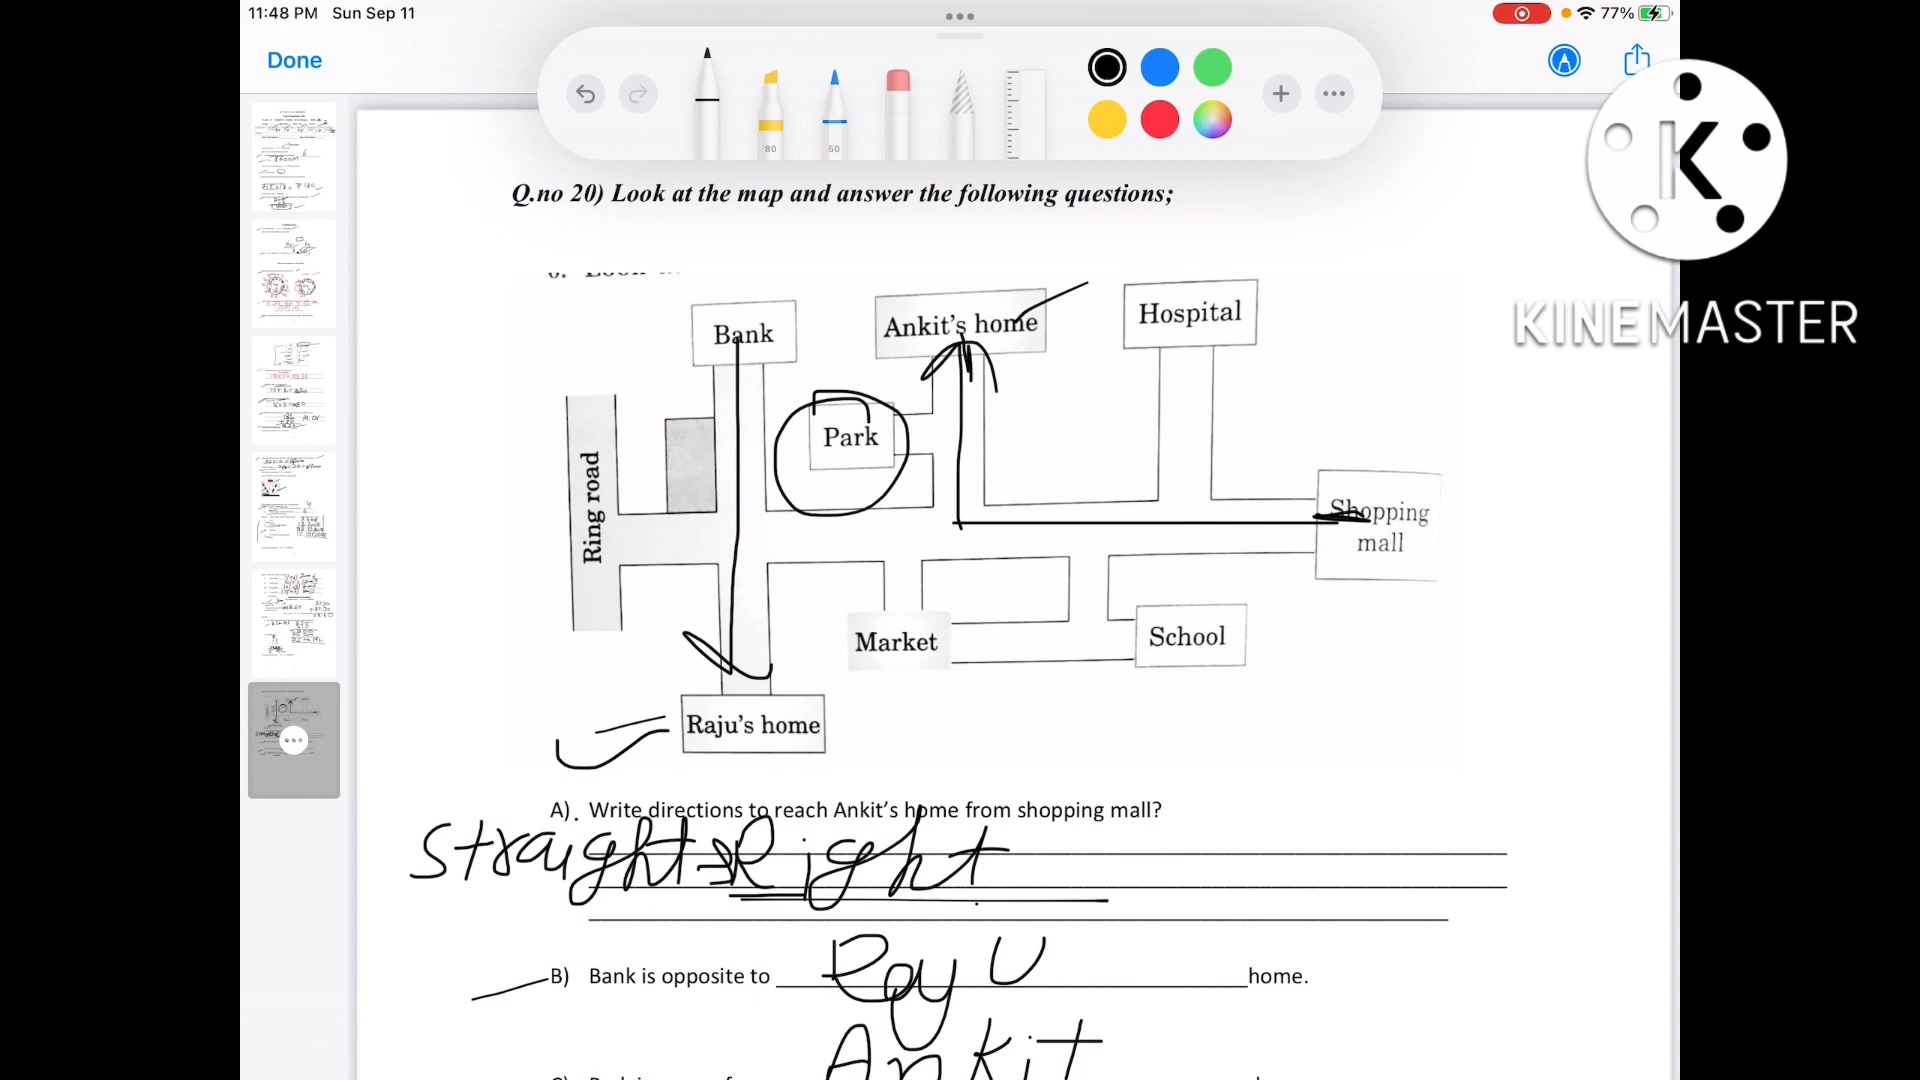 11:48 PM Sun Sep 11
77%
Done
80
50
KINEMASTER
Q.no 20) Look at the map and answer the following questions;
Bank
Ankit's home
Hospital
Park
Ring road
Shopping
mall
Market
School
Raju's home
A). Write directions to reach Ankit's home from shopping mall?
Straight → Right
B) Bank is opposite to Raju home.
Ankit